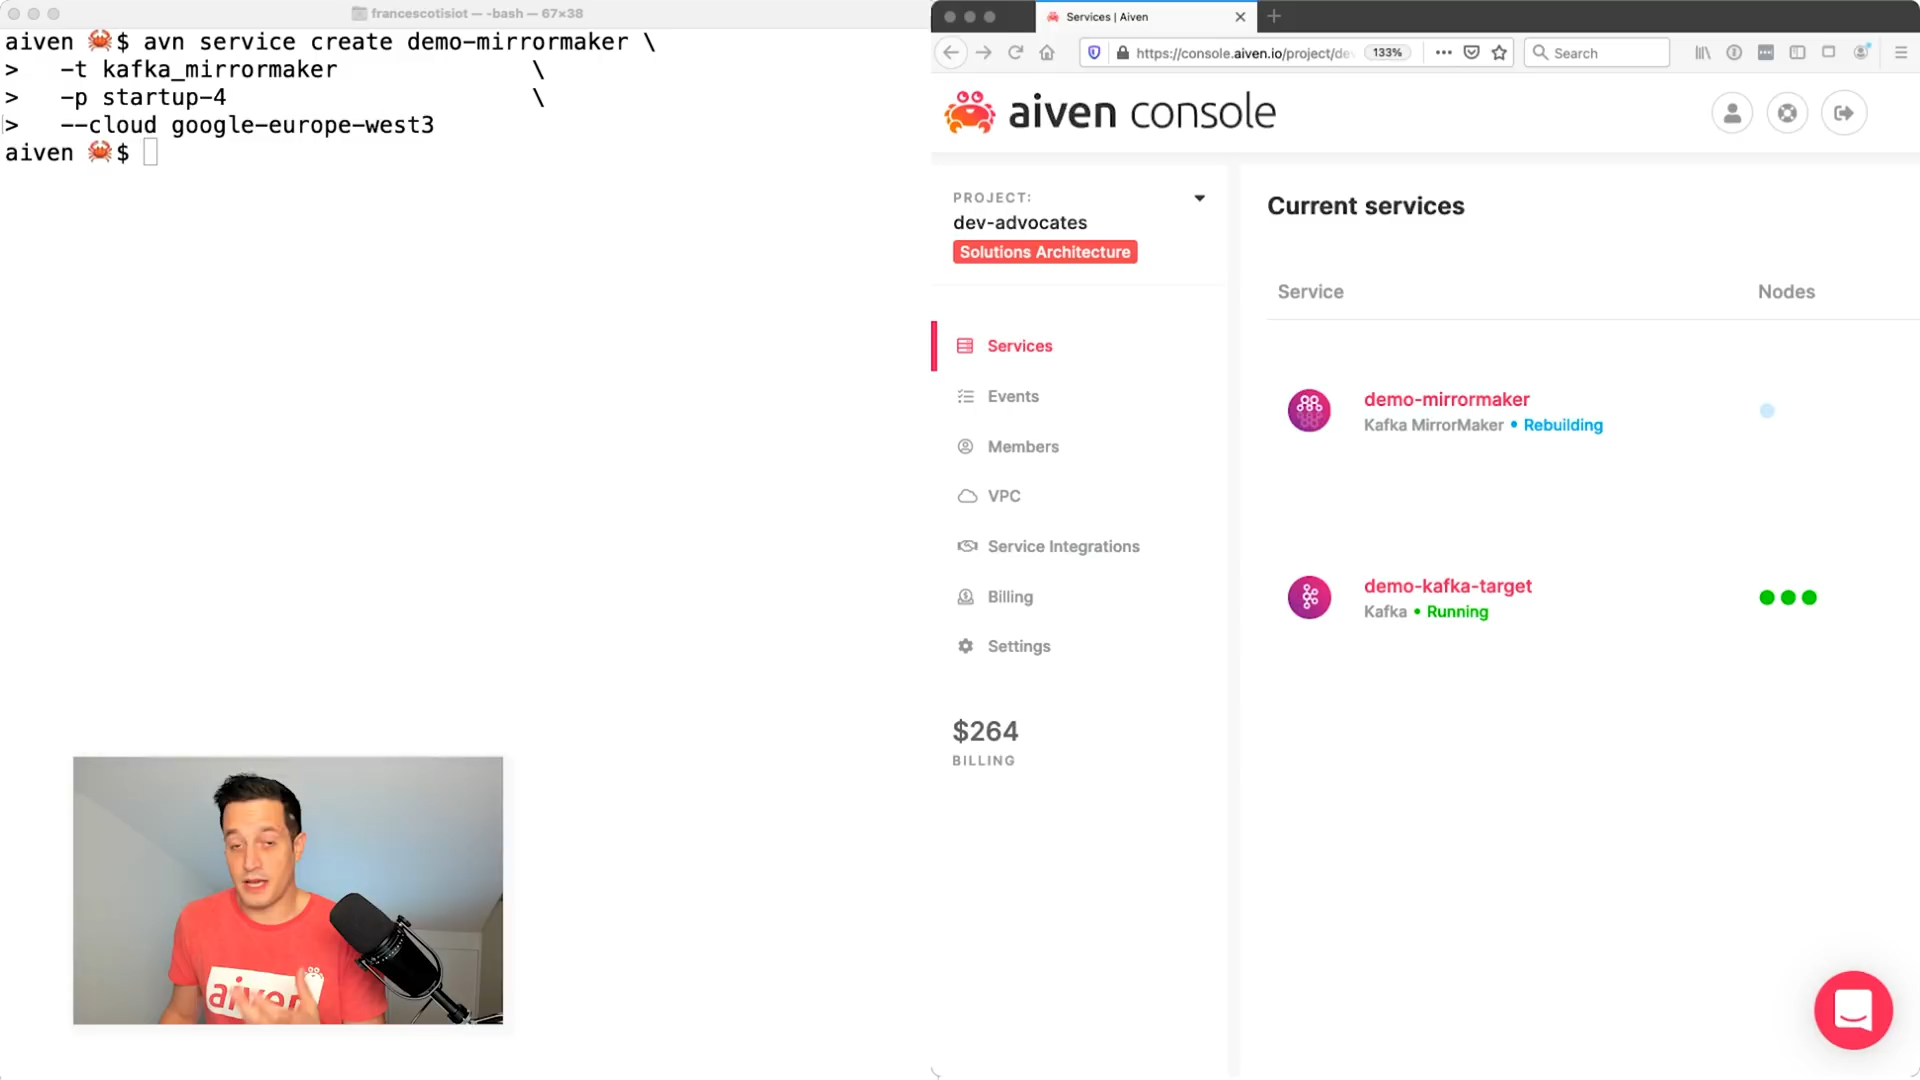 francescotisiot — -bash — 67×38
aiven 🦀$ avn service create demo-mirrormaker \
>   -t kafka_mirrormaker \
>   -p startup-4 \
>   --cloud google-europe-west3
aiven 🦀$
Services | Aiven
https://console.aiven.io/project/de
133%
Search
aiven console
PROJECT:
dev-advocates
Solutions Architecture
Services
Events
Members
VPC
Service Integrations
Billing
Settings
$264
BILLING
Current services
Service Nodes
demo-mirrormaker
Kafka MirrorMaker • Rebuilding
demo-kafka-target
Kafka • Running
aiven